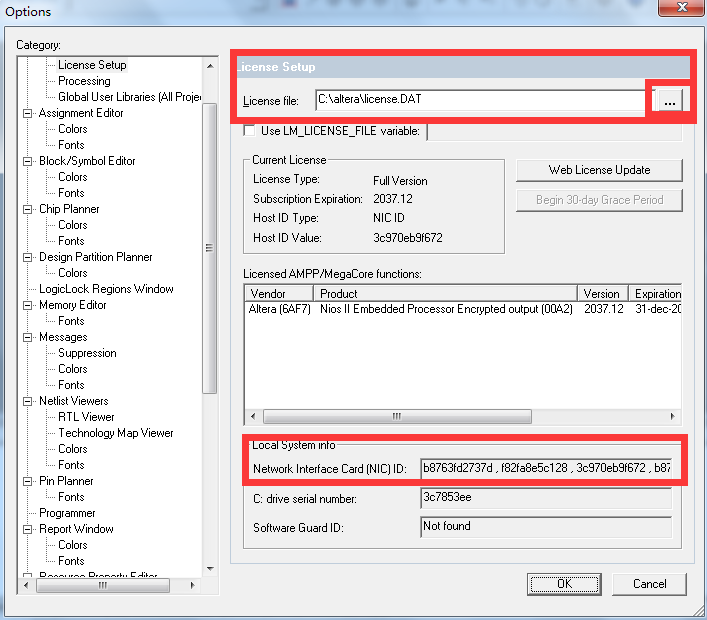 Options
Category:
License Setup
Processing
Global User Libraries (All Proje
Assignment Editor
Colors
Fonts
Block/Symbol Editor
Colors
Fonts
Chip Planner
Colors
Fonts
Design Partition Planner
Colors
LogicLock Regions Window
Memory Editor
Fonts
Messages
Suppression
Colors
Fonts
Netlist Viewers
RTL Viewer
Technology Map Viewer
Colors
Fonts
Pin Planner
Fonts
Programmer
Report Window
Colors
Fonts
Resource Property Editor
License Setup
License file: C:\altera\license.DAT ...
Use LM_LICENSE_FILE variable:
Current License
License Type: Full Version
Subscription Expiration: 2037.12
Host ID Type: NIC ID
Host ID Value: 3c970eb9f672
Web License Update
Begin 30-day Grace Period
Licensed AMPP/MegaCore functions:
Vendor Product Version Expiration
Altera (6AF7) Nios II Embedded Processor Encrypted output (00A2) 2037.12 31-dec-20
Local System info
Network Interface Card (NIC) ID: b8763fd2737d , f82fa8e5c128 , 3c970eb9f672 , b87
C: drive serial number: 3c7853ee
Software Guard ID: Not found
OK Cancel